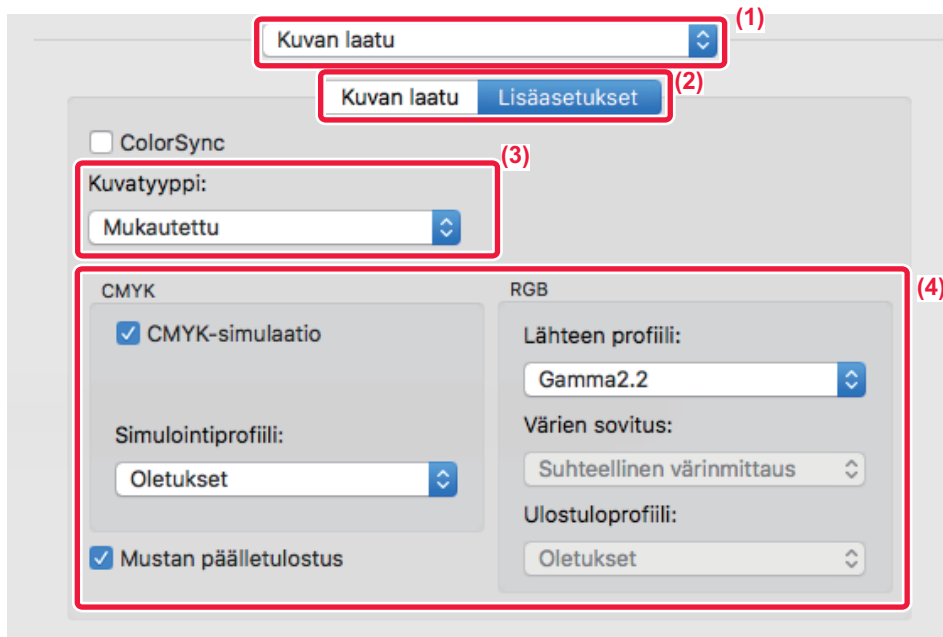 (1)
Kuvan laatu
(2)
Kuvan laatu Lisäasetukset
ColorSync
(3)
Kuvatyyppi:
Mukautettu
(4)
CMYK
CMYK-simulaatio
Simulointiprofiili:
Oletukset
Mustan päälletulostus
RGB
Lähteen profiili:
Gamma2.2
Värien sovitus:
Suhteellinen värinmittaus
Ulostuloprofiili:
Oletukset